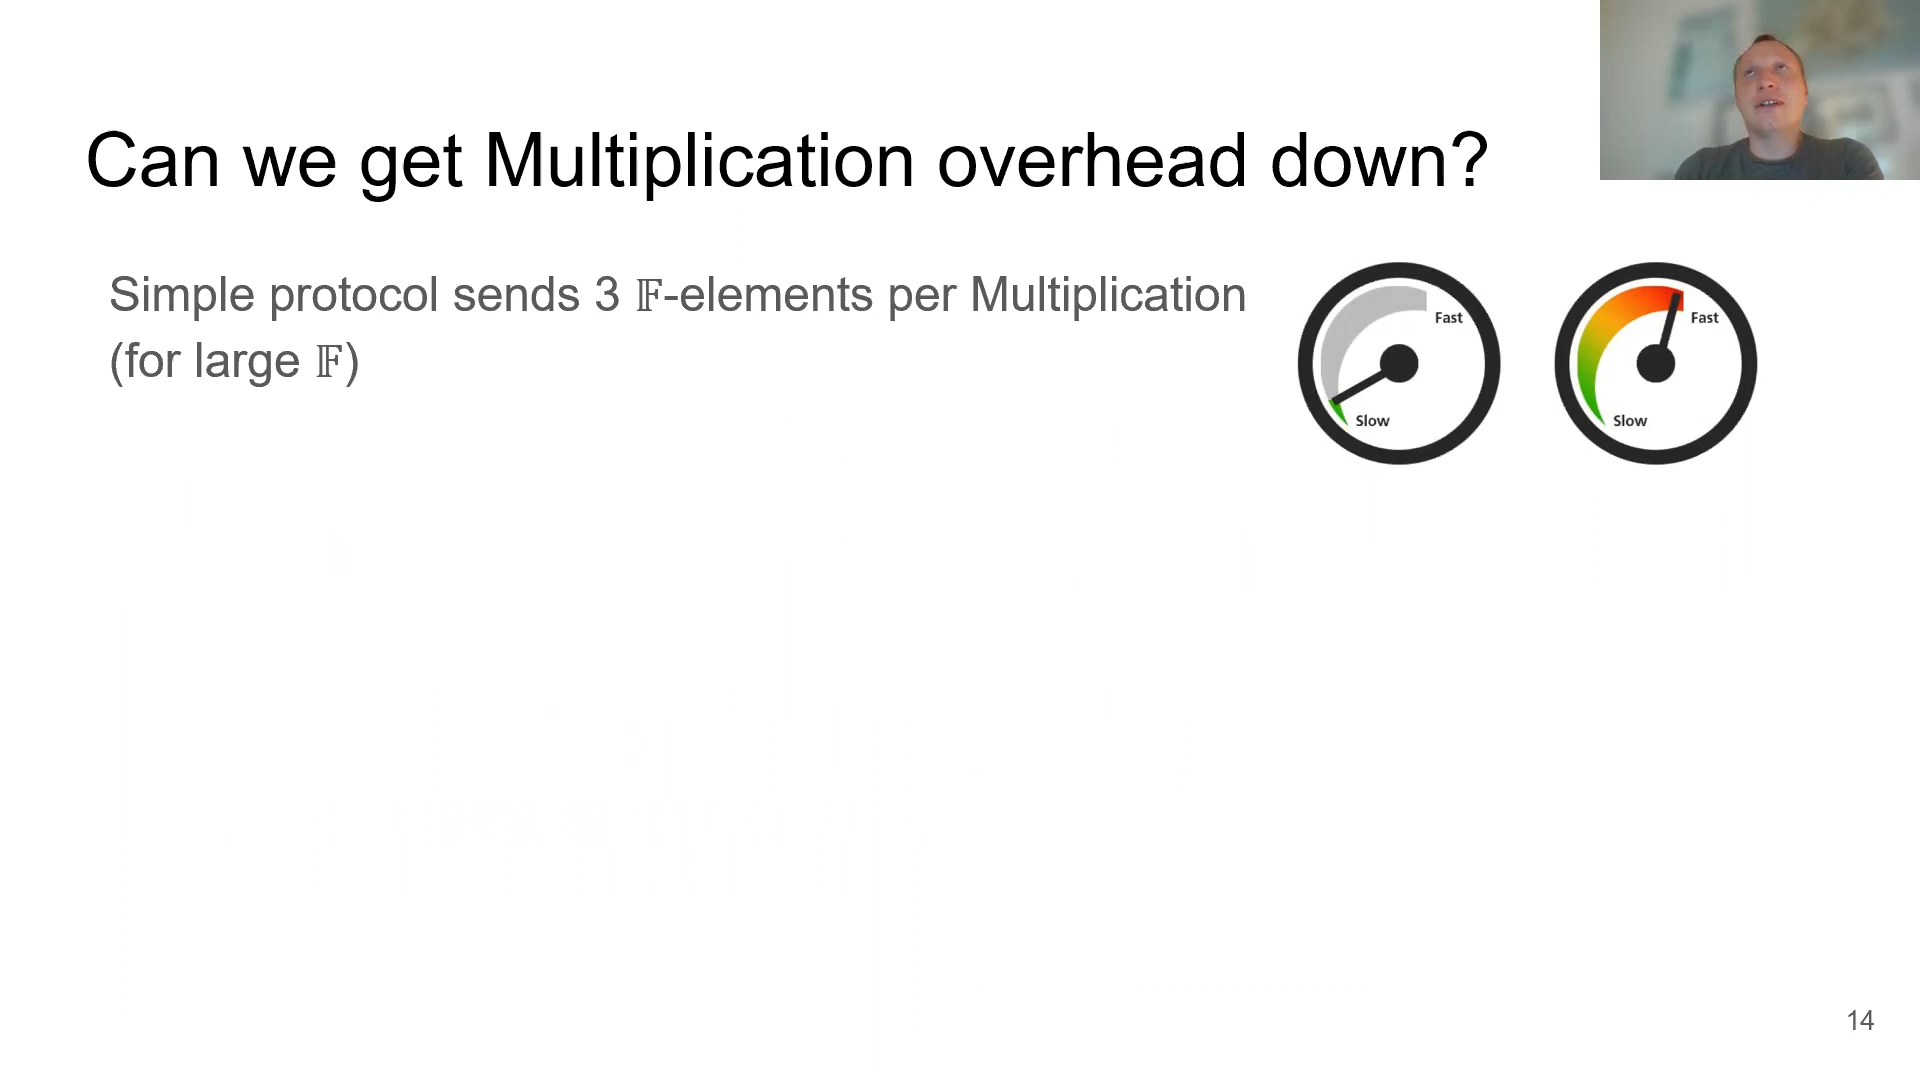 Can we get Multiplication overhead down?
Simple protocol sends 3 𝔽-elements per Multiplication
(for large 𝔽)
Fast
Slow
Fast
Slow
14